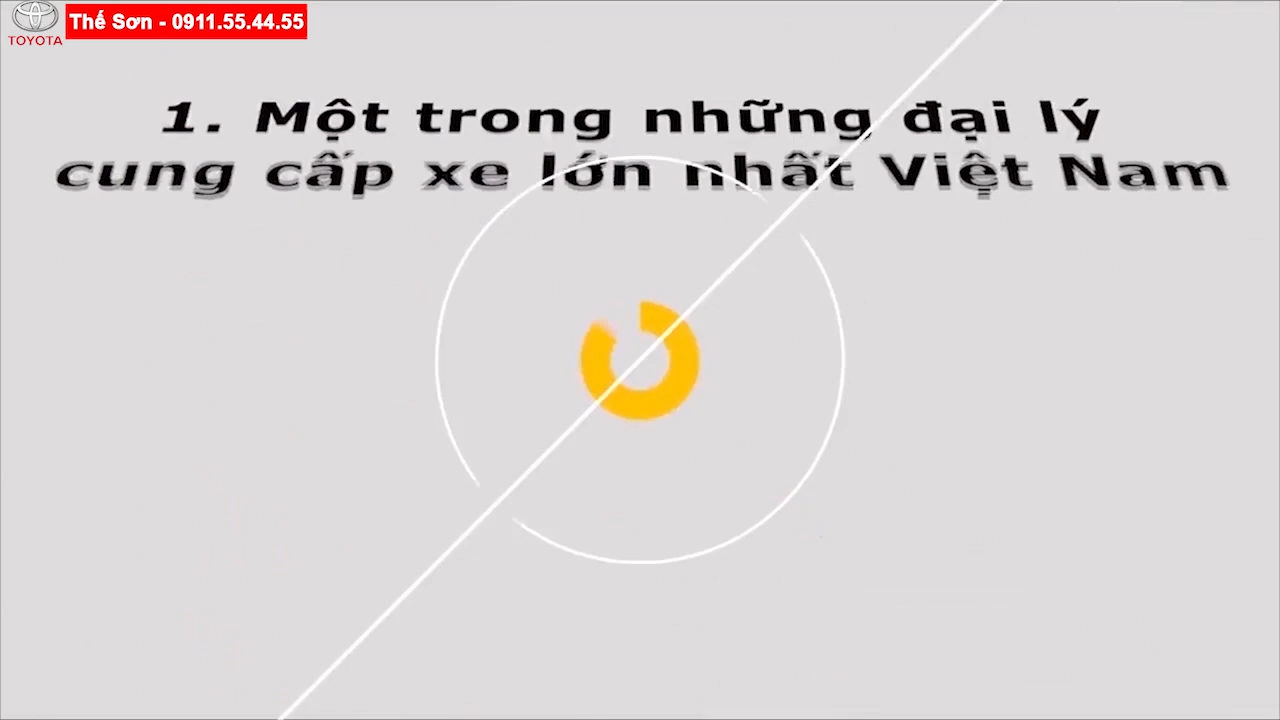 TOYOTA
Thế Sơn - 0911.55.44.55
1. Một trong những đại lý
cung cấp xe lớn nhất Việt Nam